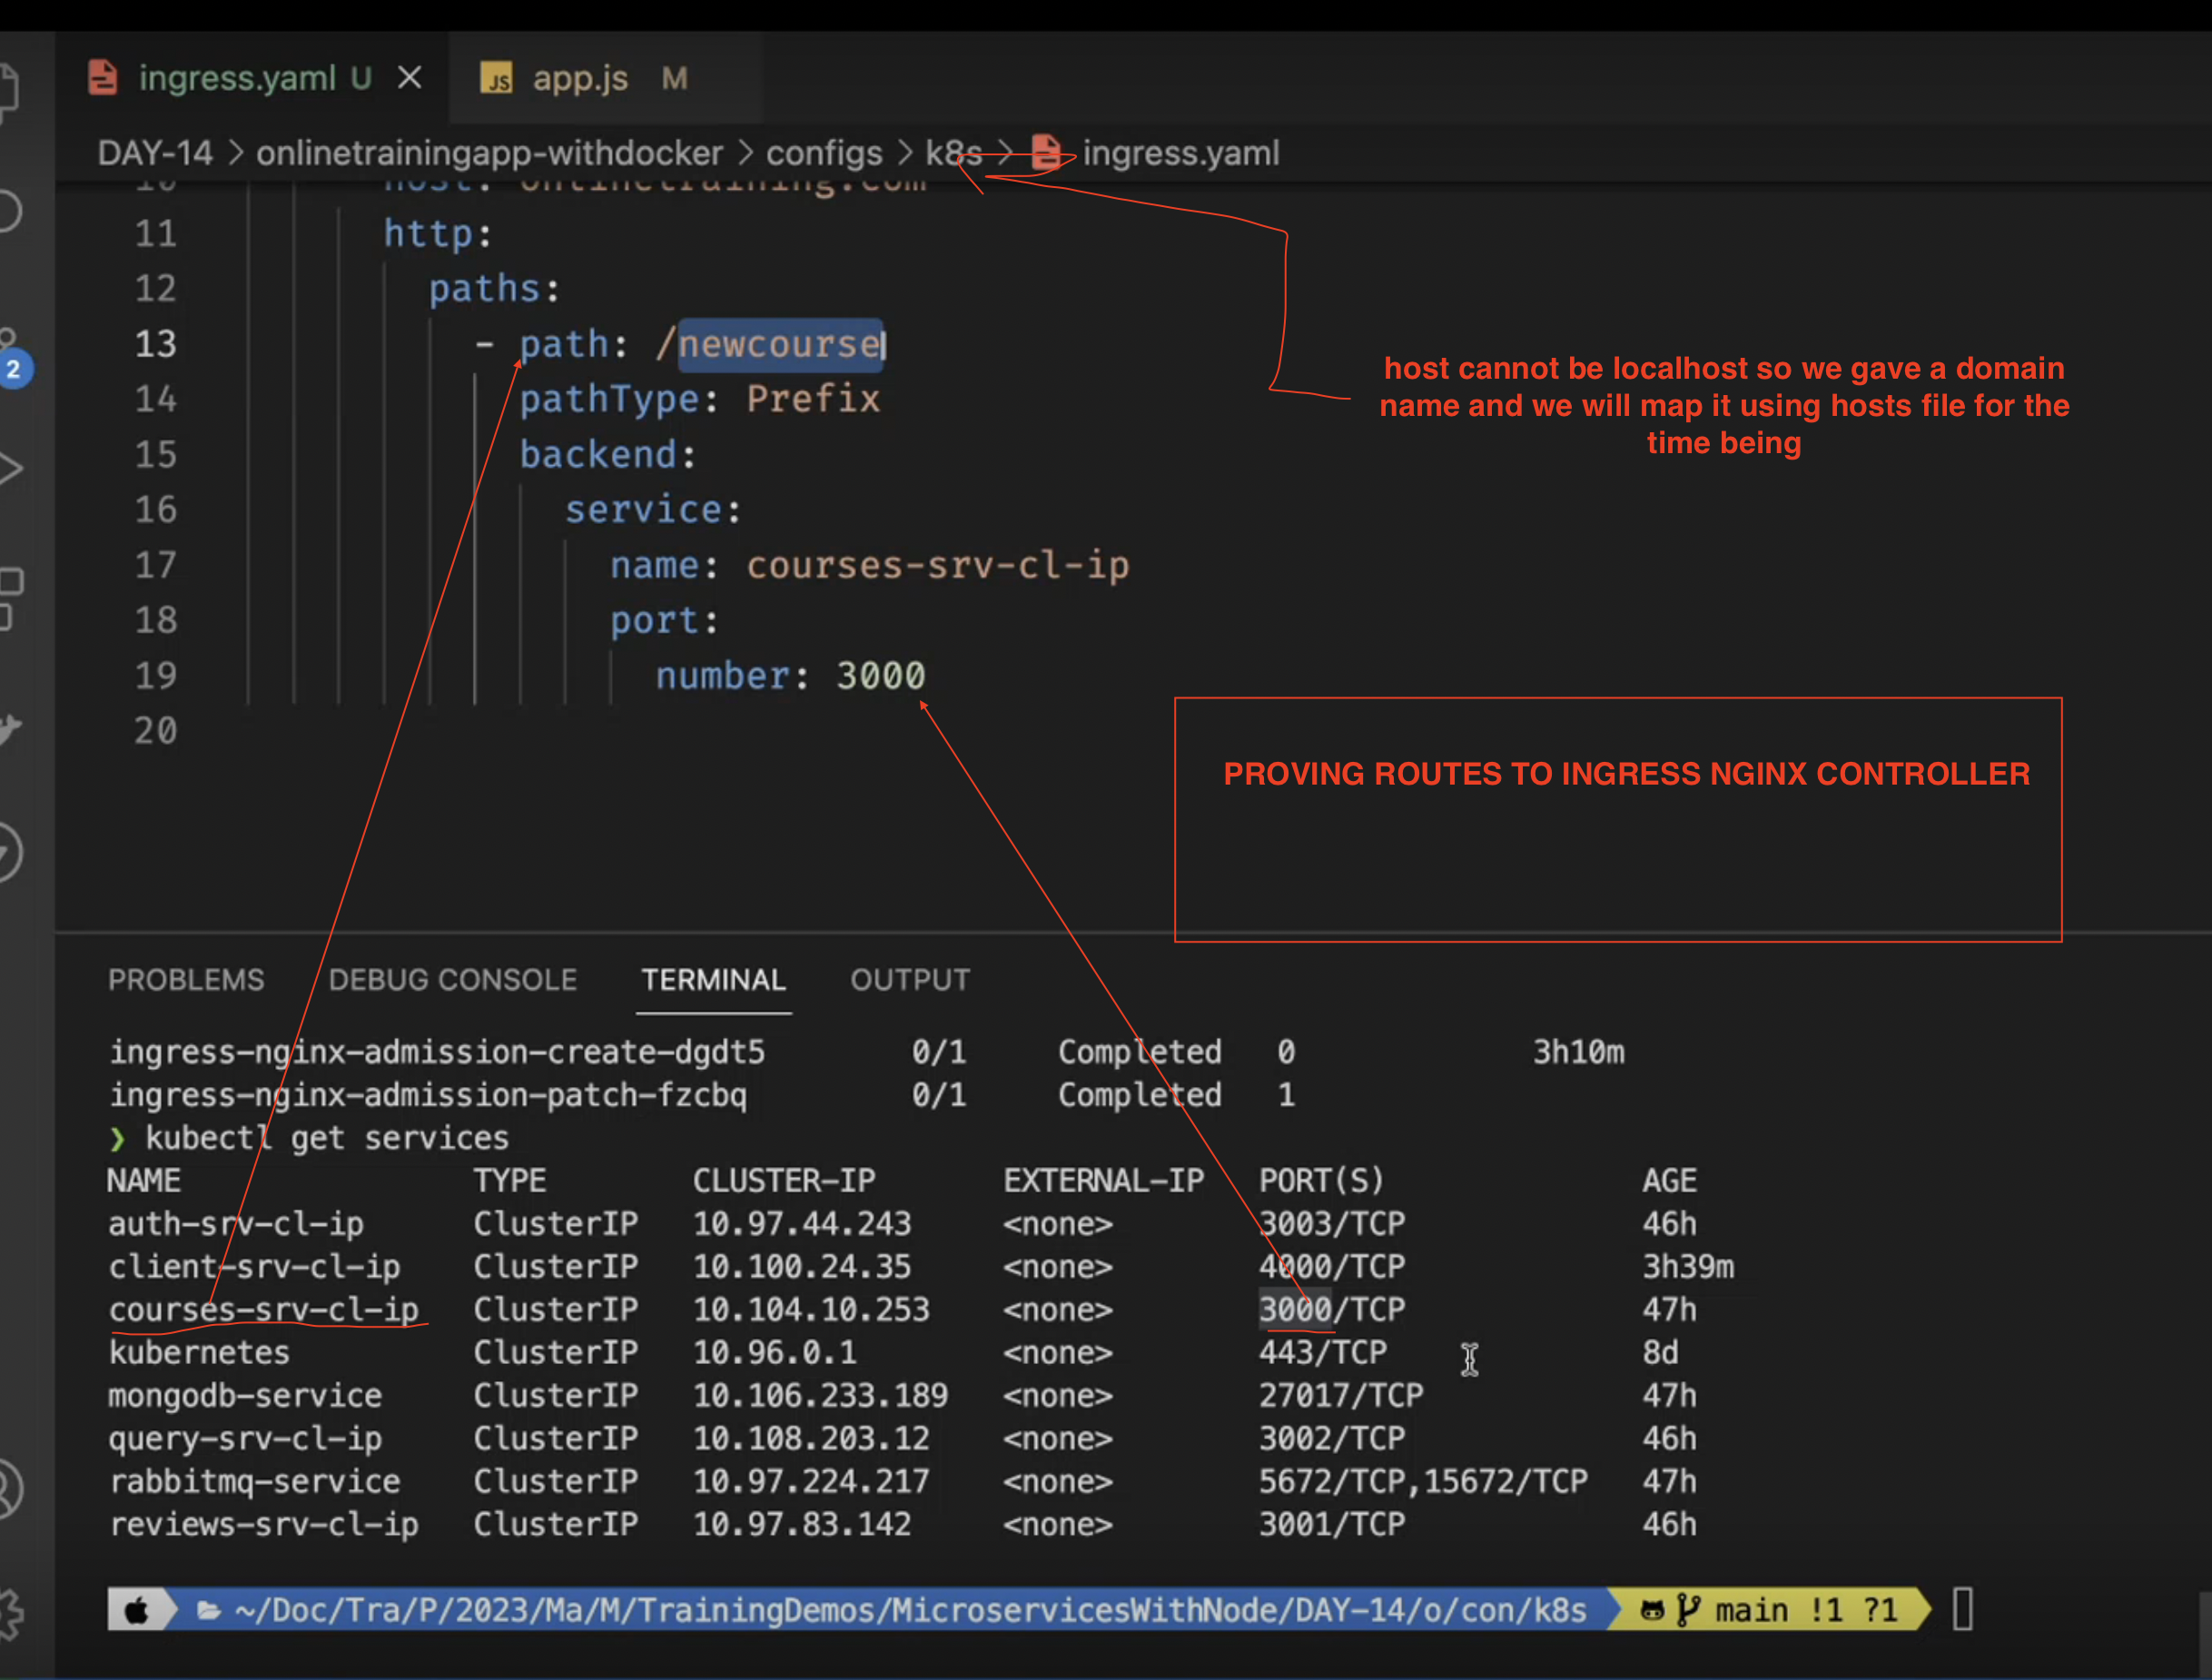 ingress.yaml U
JS app.js M
DAY-14 > onlinetrainingapp-withdocker > configs > k8s > ingress.yaml
10 host: onlinetraining.com
11 http:
12 paths:
13 - path: /newcourse
14 pathType: Prefix
15 backend:
16 service:
17 name: courses-srv-cl-ip
18 port:
19 number: 3000
20
2
host cannot be localhost so we gave a domain
name and we will map it using hosts file for the
time being
PROVING ROUTES TO INGRESS NGINX CONTROLLER
PROBLEMS DEBUG CONSOLE TERMINAL OUTPUT
ingress-nginx-admission-create-dgdt5 0/1 Completed 0 3h10m
ingress-nginx-admission-patch-fzcbq 0/1 Completed 1
❯ kubectl get services
NAME TYPE CLUSTER-IP EXTERNAL-IP PORT(S) AGE
auth-srv-cl-ip ClusterIP 10.97.44.243 <none> 3003/TCP 46h
client-srv-cl-ip ClusterIP 10.100.24.35 <none> 4000/TCP 3h39m
courses-srv-cl-ip ClusterIP 10.104.10.253 <none> 3000/TCP 47h
kubernetes ClusterIP 10.96.0.1 <none> 443/TCP 8d
mongodb-service ClusterIP 10.106.233.189 <none> 27017/TCP 47h
query-srv-cl-ip ClusterIP 10.108.203.12 <none> 3002/TCP 46h
rabbitmq-service ClusterIP 10.97.224.217 <none> 5672/TCP,15672/TCP 47h
reviews-srv-cl-ip ClusterIP 10.97.83.142 <none> 3001/TCP 46h
~/Doc/Tra/P/2023/Ma/M/TrainingDemos/MicroservicesWithNode/DAY-14/o/con/k8s main !1 ?1